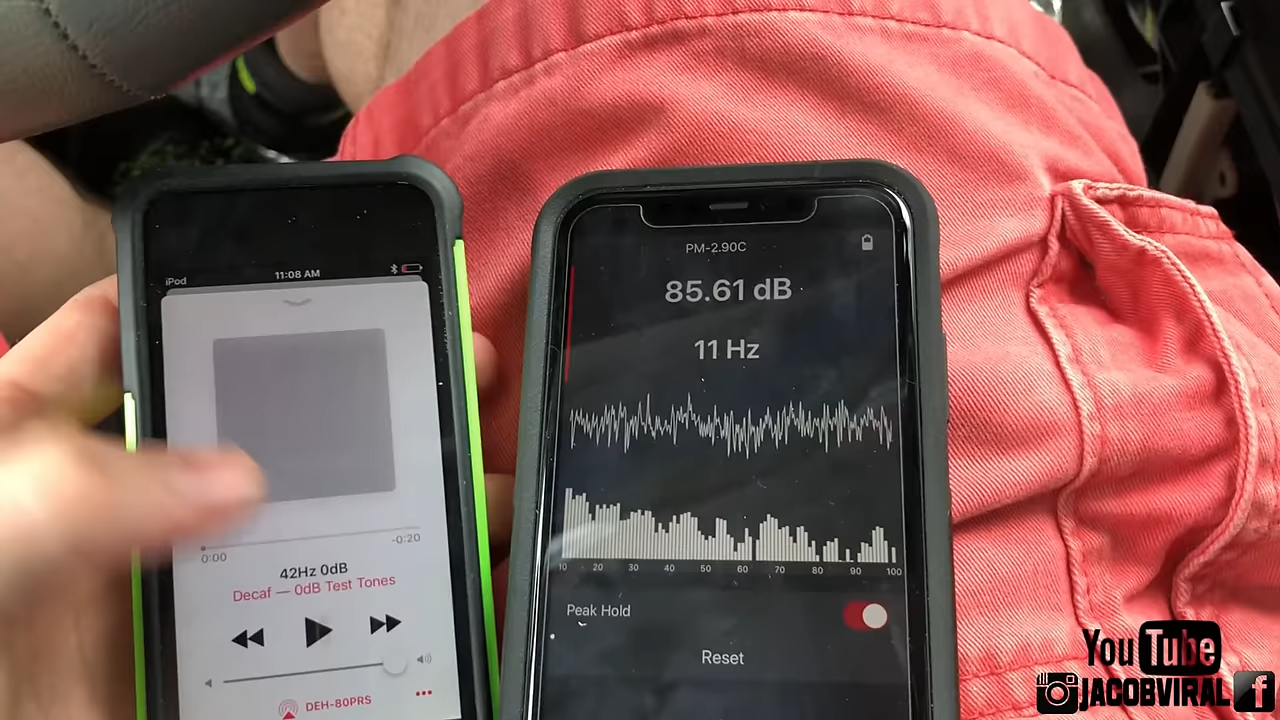 iPod
11:08 AM
0:00
-0:20
42Hz 0dB
Decaf — 0dB Test Tones
DEH-80PRS
PM-2.90C
85.61 dB
11 Hz
10 20 30 40 50 60 70 80 90 100
Peak Hold
Reset
YouTube
JACOBVIRAL f